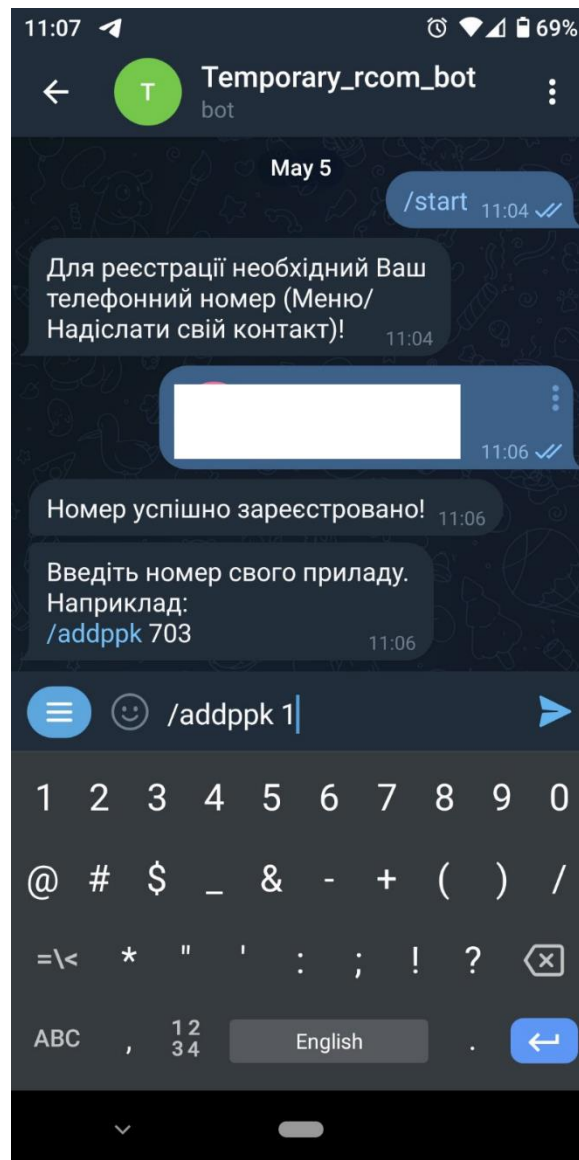 11:07 69%
Temporary_rcom_bot
bot
May 5
/start 11:04
Для реєстрації необхідний Ваш
телефонний номер (Меню/
Надіслати свій контакт)! 11:04
11:06
Номер успішно зареєстровано! 11:06
Введіть номер свого приладу.
Наприклад:
/addppk 703 11:06
/addppk 1
1 2 3 4 5 6 7 8 9 0
@ # $ _ & - + ( ) /
=\< * " ' : ; ! ?
ABC , 12 34 English .
T